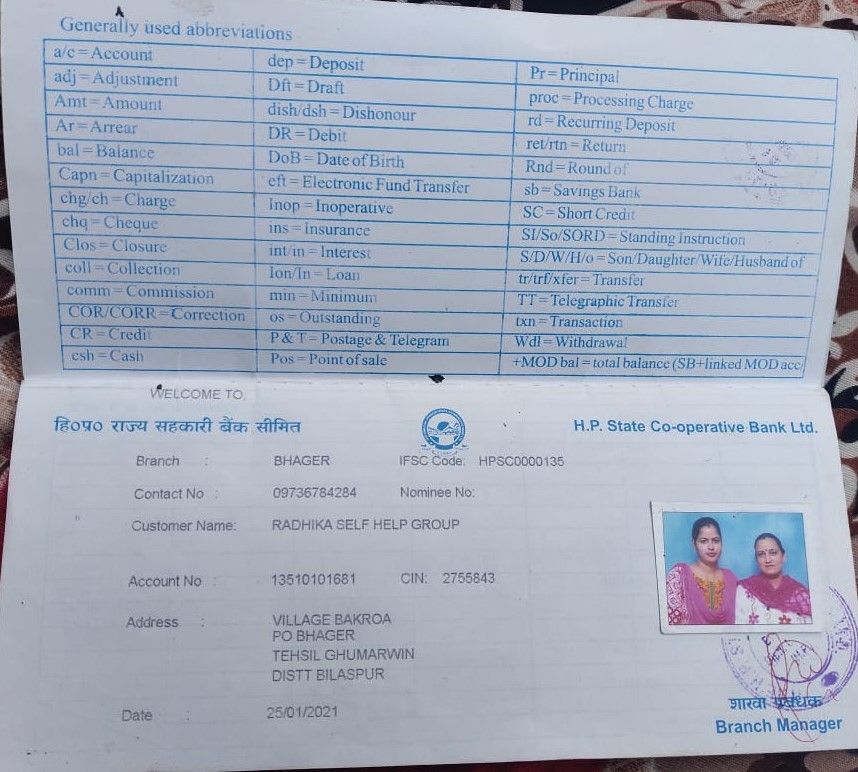 Generally used abbreviations
a/c = Account
adj = Adjustment
Amt = Amount
Ar = Arrear
bal = Balance
Capn = Capitalization
chg/ch = Charge
chq = Cheque
Clos = Closure
coll = Collection
comm = Commission
COR/CORR = Correction
CR = Credit
csh = Cash
dep = Deposit
Dft = Draft
dish/dsh = Dishonour
DR = Debit
DoB = Date of Birth
eft = Electronic Fund Transfer
Inop = Inoperative
ins = Insurance
int/in = Interest
Ion/In = Loan
min = Minimum
os = Outstanding
P & T = Postage & Telegram
Pos = Point of sale
Pr = Principal
proc = Processing Charge
rd = Recurring Deposit
ret/rtn = Return
Rnd = Round of
sb = Savings Bank
SC = Short Credit
SI/So/SORD = Standing Instruction
S/D/W/H/o = Son/Daughter/Wife/Husband of
tr/trf/xfer = Transfer
TT = Telegraphic Transfer
txn = Transaction
Wdl = Withdrawal
+MOD bal = total balance (SB+linked MOD acc
WELCOME TO,
हि०प्र० राज्य सहकारी बैंक सीमित H.P. State Co-operative Bank Ltd.
Branch : BHAGER IFSC Code: HPSC0000135
Contact No : 09736784284 Nominee No:
Customer Name: RADHIKA SELF HELP GROUP
Account No : 13510101681 CIN: 2755843
Address : VILLAGE BAKROA
PO BHAGER
TEHSIL GHUMARWIN
DISTT BILASPUR
Date : 25/01/2021
शाखा प्रबंधक
Branch Manager